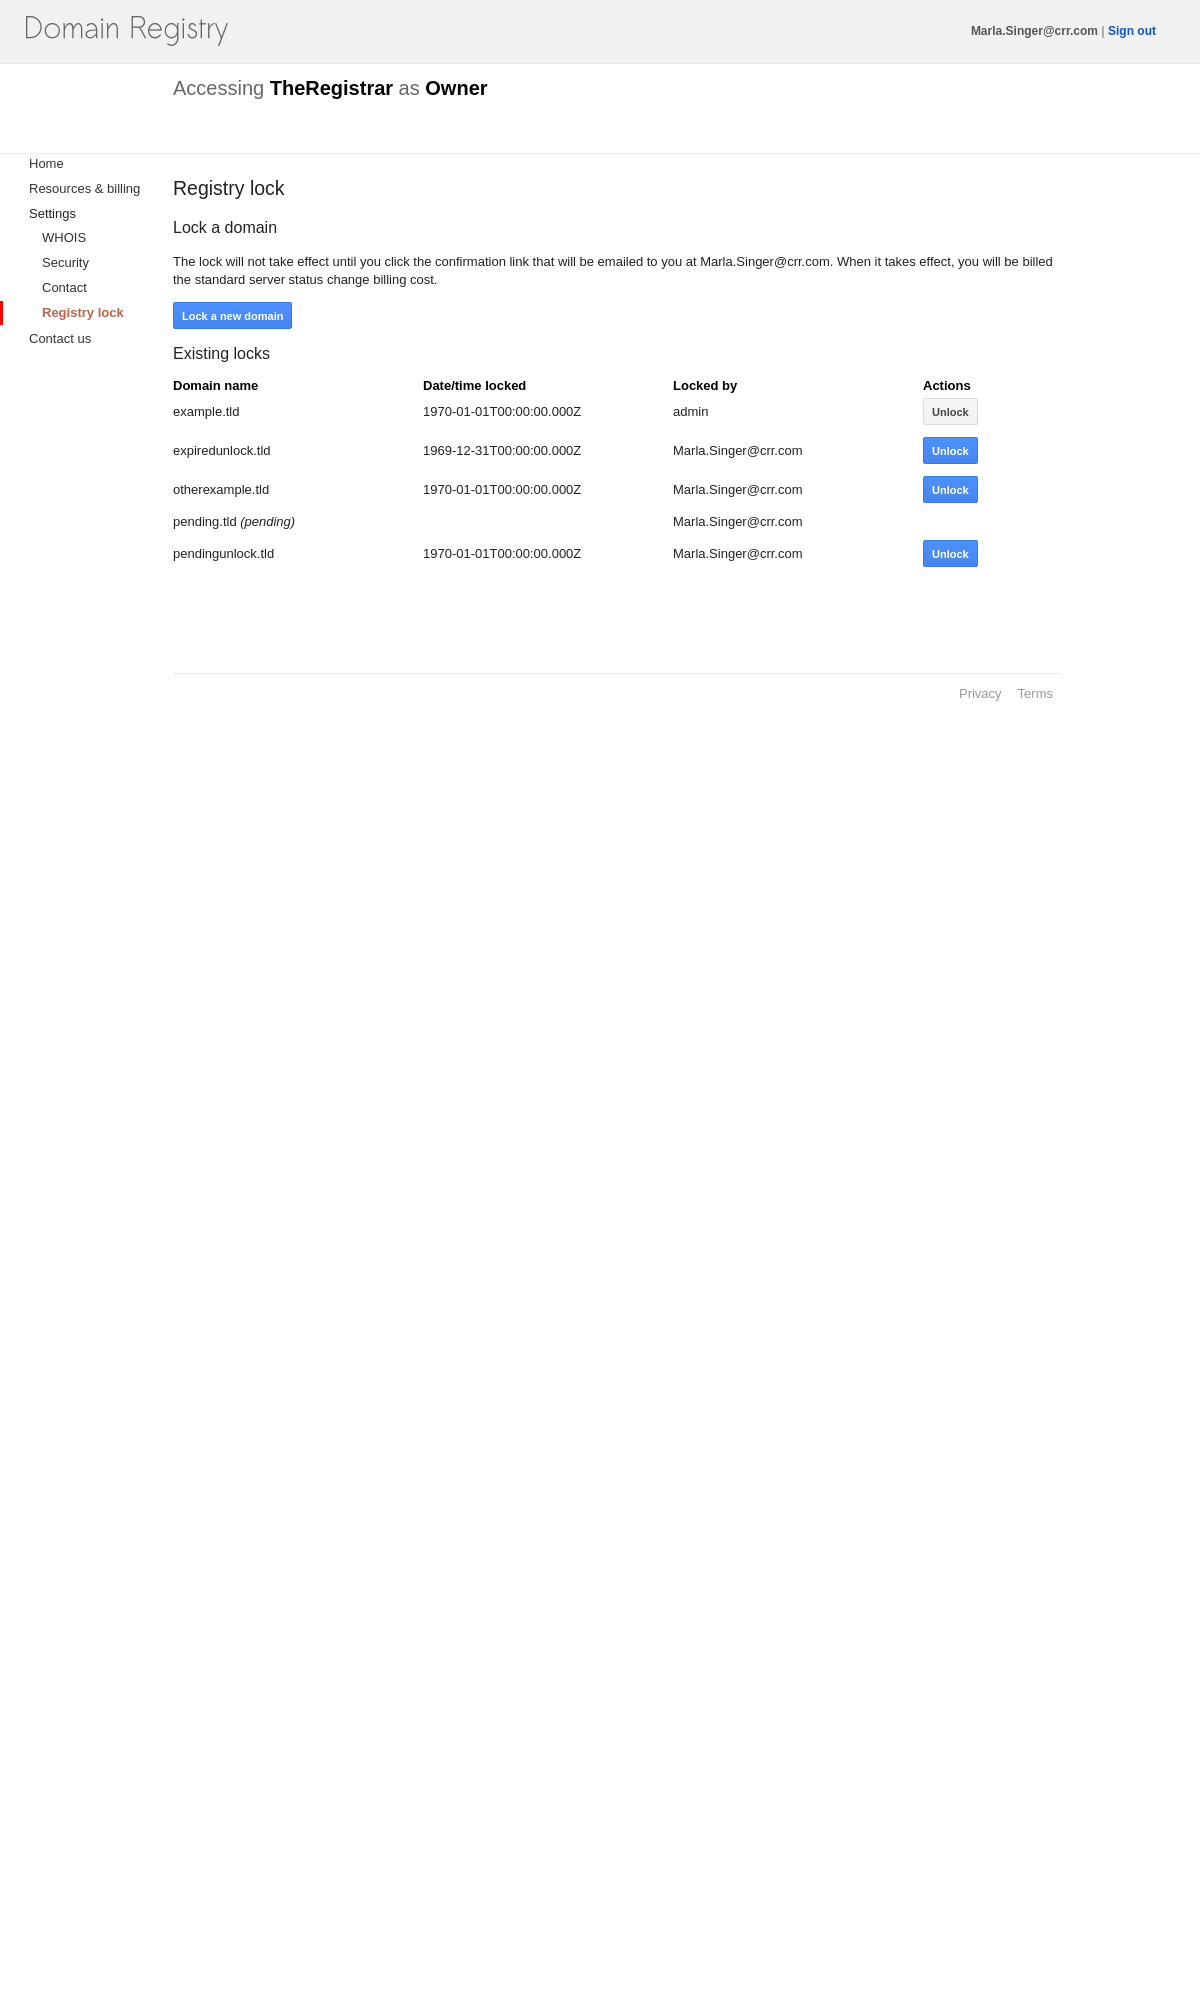 Domain Registry
Marla.Singer@crr.com | Sign out
Accessing TheRegistrar as Owner
Home
Resources & billing
Settings
WHOIS
Security
Contact
Registry lock
Contact us
Registry lock
Lock a domain
The lock will not take effect until you click the confirmation link that will be emailed to you at Marla.Singer@crr.com. When it takes effect, you will be billed
the standard server status change billing cost.
Lock a new domain
Existing locks
Domain name Date/time locked Locked by Actions
example.tld 1970-01-01T00:00:00.000Z admin Unlock
expiredunlock.tld 1969-12-31T00:00:00.000Z Marla.Singer@crr.com Unlock
otherexample.tld 1970-01-01T00:00:00.000Z Marla.Singer@crr.com Unlock
pending.tld (pending) Marla.Singer@crr.com
pendingunlock.tld 1970-01-01T00:00:00.000Z Marla.Singer@crr.com Unlock
Privacy Terms